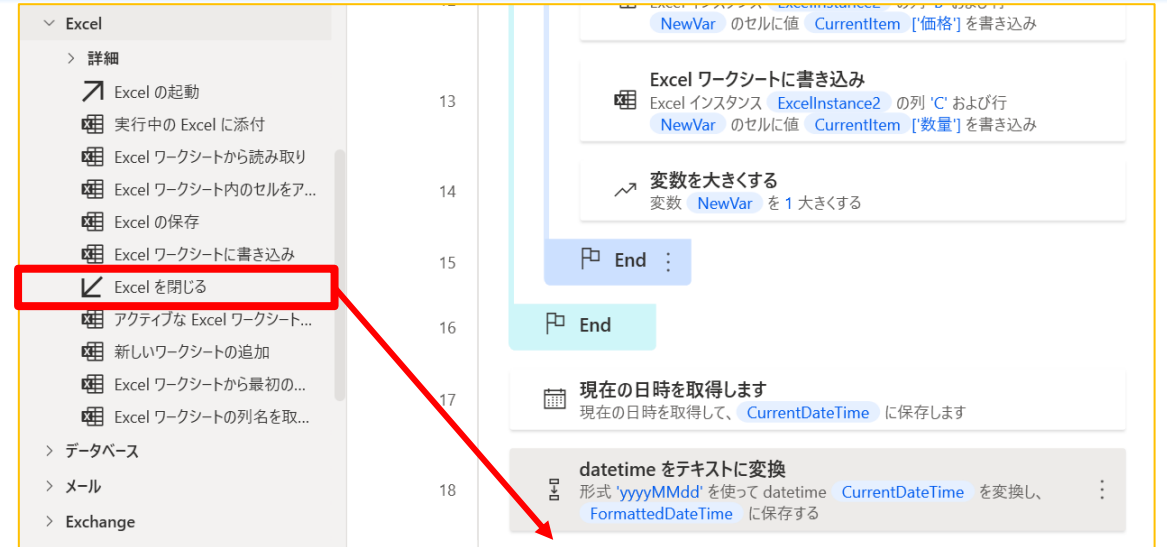 Excel
詳細
Excel の起動
実行中の Excel に添付
Excel ワークシートから読み取り
Excel ワークシート内のセルをア...
Excel の保存
Excel ワークシートに書き込み
Excel を閉じる
アクティブな Excel ワークシート...
新しいワークシートの追加
Excel ワークシートから最初の...
Excel ワークシートの列名を取...
データベース
メール
Exchange
NewVar のセルに値 CurrentItem ['価格'] を書き込み
13
Excel ワークシートに書き込み
Excel インスタンス ExcelInstance2 の列 'C' および行
NewVar のセルに値 CurrentItem ['数量'] を書き込み
14
変数を大きくする
変数 NewVar を 1 大きくする
15
End
16
End
17
現在の日時を取得します
現在の日時を取得して、 CurrentDateTime に保存します
18
datetime をテキストに変換
形式 'yyyyMMdd' を使って datetime CurrentDateTime を変換し、
FormattedDateTime に保存する